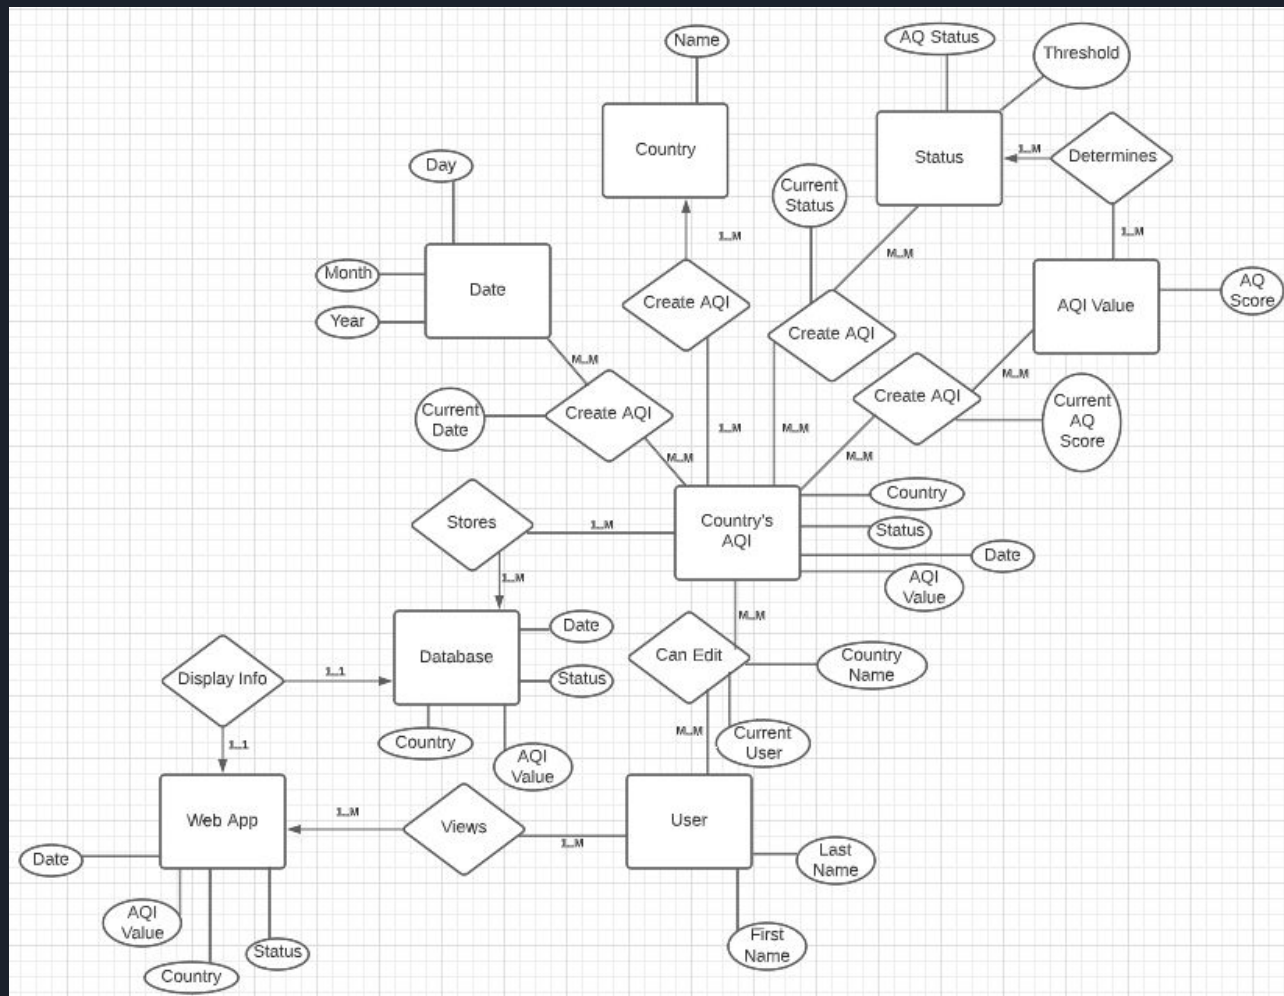 Name
AQ Status
Threshold
Country
Status
1...M
Determines
Day
Current
Status
1...M
1...M
M...M
Month
Date
AQ
Score
Create AQI
AQI Value
Year
Create AQI
M...M
M...M
Create AQI
Current
Date
Create AQI
Current
AQ
Score
1...M
M...M
M...M
M...M
Country
Stores
1...M
Country's
AQI
Status
Date
1...M
AQI
Value
M...M
Date
Database
Can Edit
Country
Name
Display Info
1...1
Status
M...M
Current
User
1...1
Country
AQI
Value
Web App
1...M
Views
User
1...M
Date
Last
Name
AQI
Value
First
Name
Status
Country